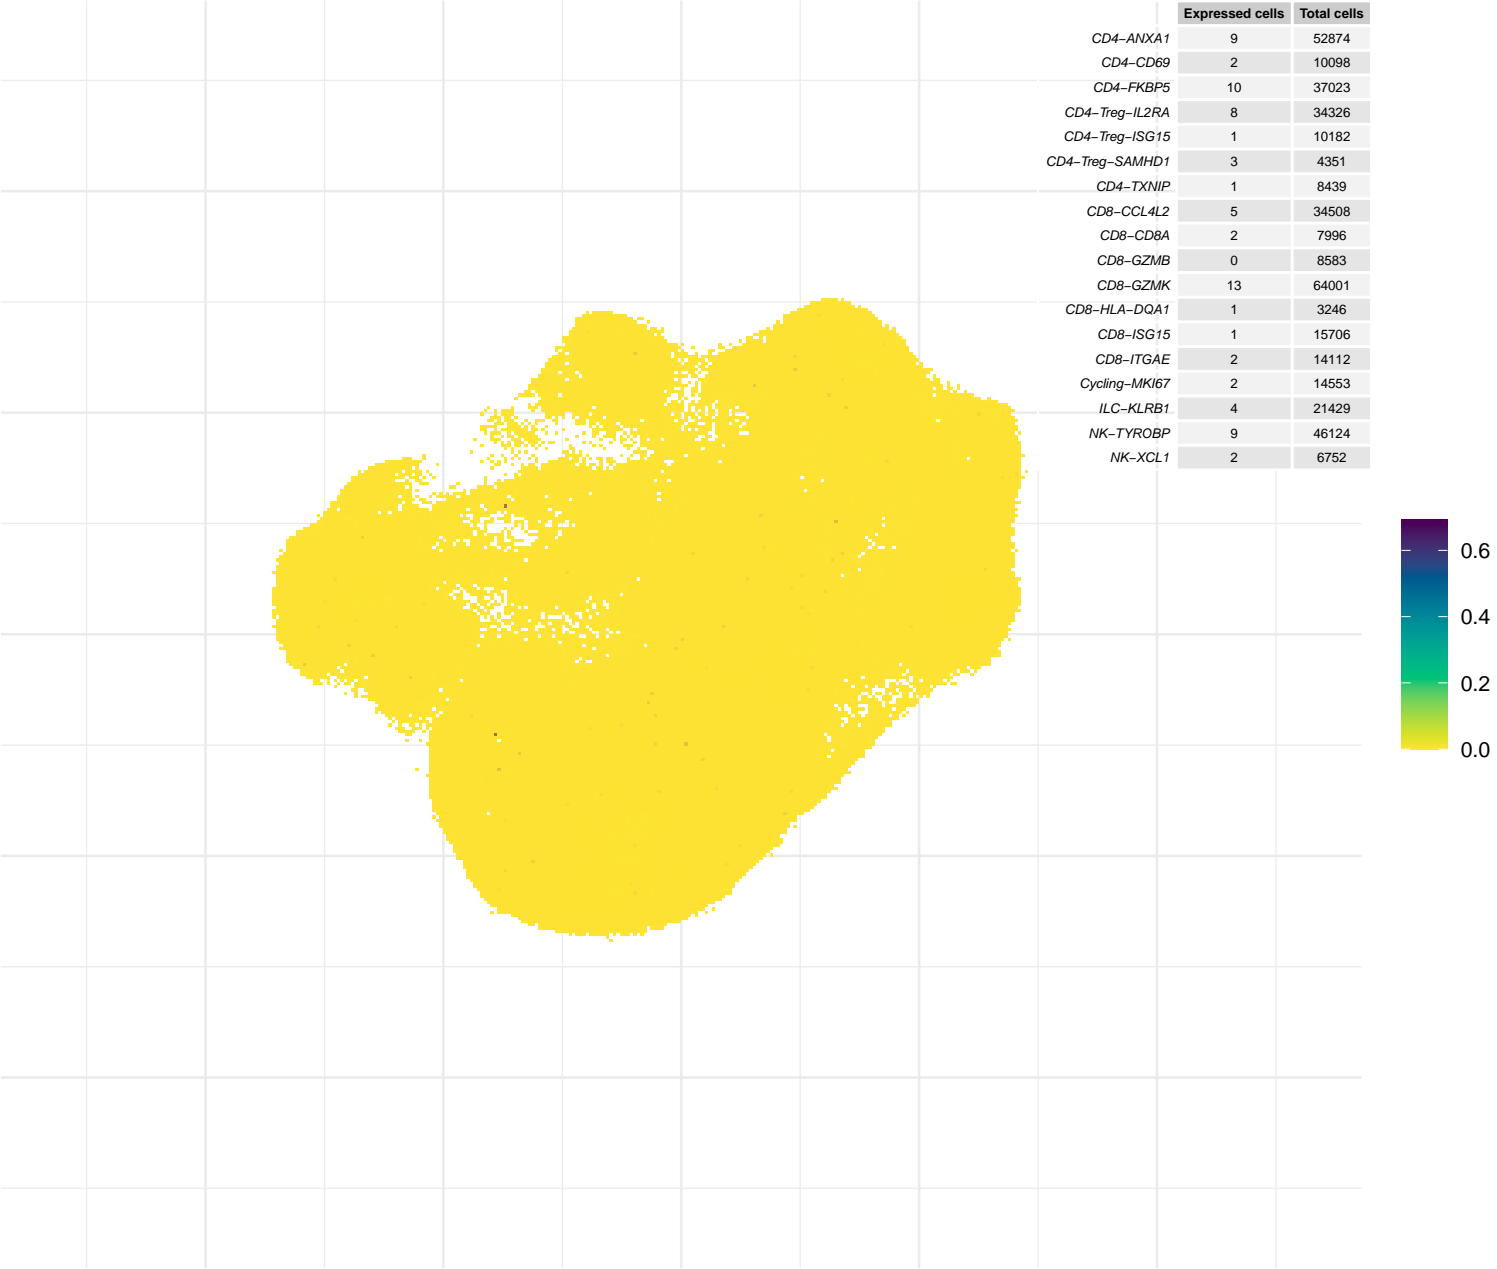 Expressed cells Total cells
CD4−ANXA1 9 52874
CD4−CD69 2 10098
CD4−FKBP5 10 37023
CD4−Treg−IL2RA 8 34326
CD4−Treg−ISG15 1 10182
CD4−Treg−SAMHD1 3 4351
CD4−TXNIP 1 8439
CD8−CCL4L2 5 34508
CD8−CD8A 2 7996
CD8−GZMB 0 8583
CD8−GZMK 13 64001
CD8−HLA−DQA1 1 3246
CD8−ISG15 1 15706
CD8−ITGAE 2 14112
Cycling−MKI67 2 14553
ILC−KLRB1 4 21429
NK−TYROBP 9 46124
NK−XCL1 2 6752
0.6
0.4
0.2
0.0